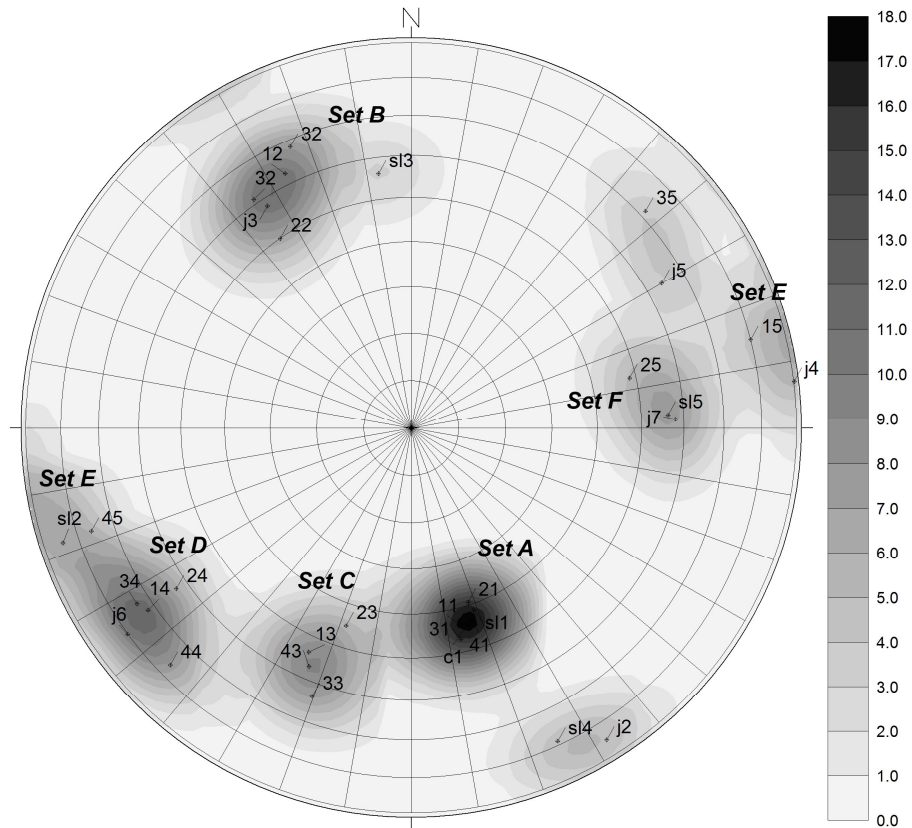 N
18.0
17.0
16.0
15.0
14.0
13.0
12.0
11.0
10.0
9.0
8.0
7.0
6.0
5.0
4.0
3.0
2.0
1.0
0.0
Set B
32
12
sl3
32
j3
22
35
j5
Set E
15
j4
25
Set F
sl5
j7
Set E
sl2
45
Set D
34
14
24
j6
44
Set C
23
13
43
33
Set A
21
11
31
sl1
41
c1
sl4
j2